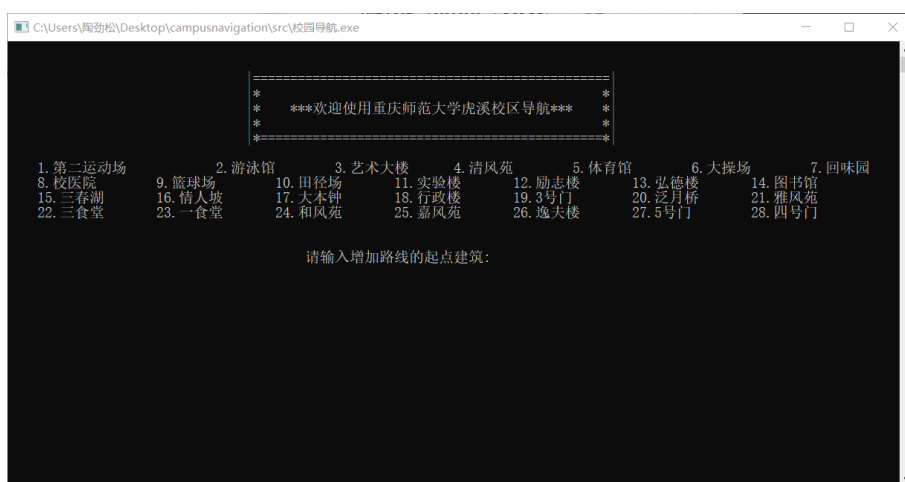 C:\Users\陶劲松\Desktop\campusnavigation\src\校园导航.exe
|================================================|
|*                                              *|
|*    ***欢迎使用重庆师范大学虎溪校区导航***    *|
|*                                              *|
|*==============================================*|
1.第二运动场 2.游泳馆 3.艺术大楼 4.清风苑 5.体育馆 6.大操场 7.回味园
8.校医院 9.篮球场 10.田径场 11.实验楼 12.励志楼 13.弘德楼 14.图书馆
15.三春湖 16.情人坡 17.大本钟 18.行政楼 19.3号门 20.泛月桥 21.雅风苑
22.三食堂 23.一食堂 24.和风苑 25.嘉风苑 26.逸夫楼 27.5号门 28.四号门
请输入增加路线的起点建筑: